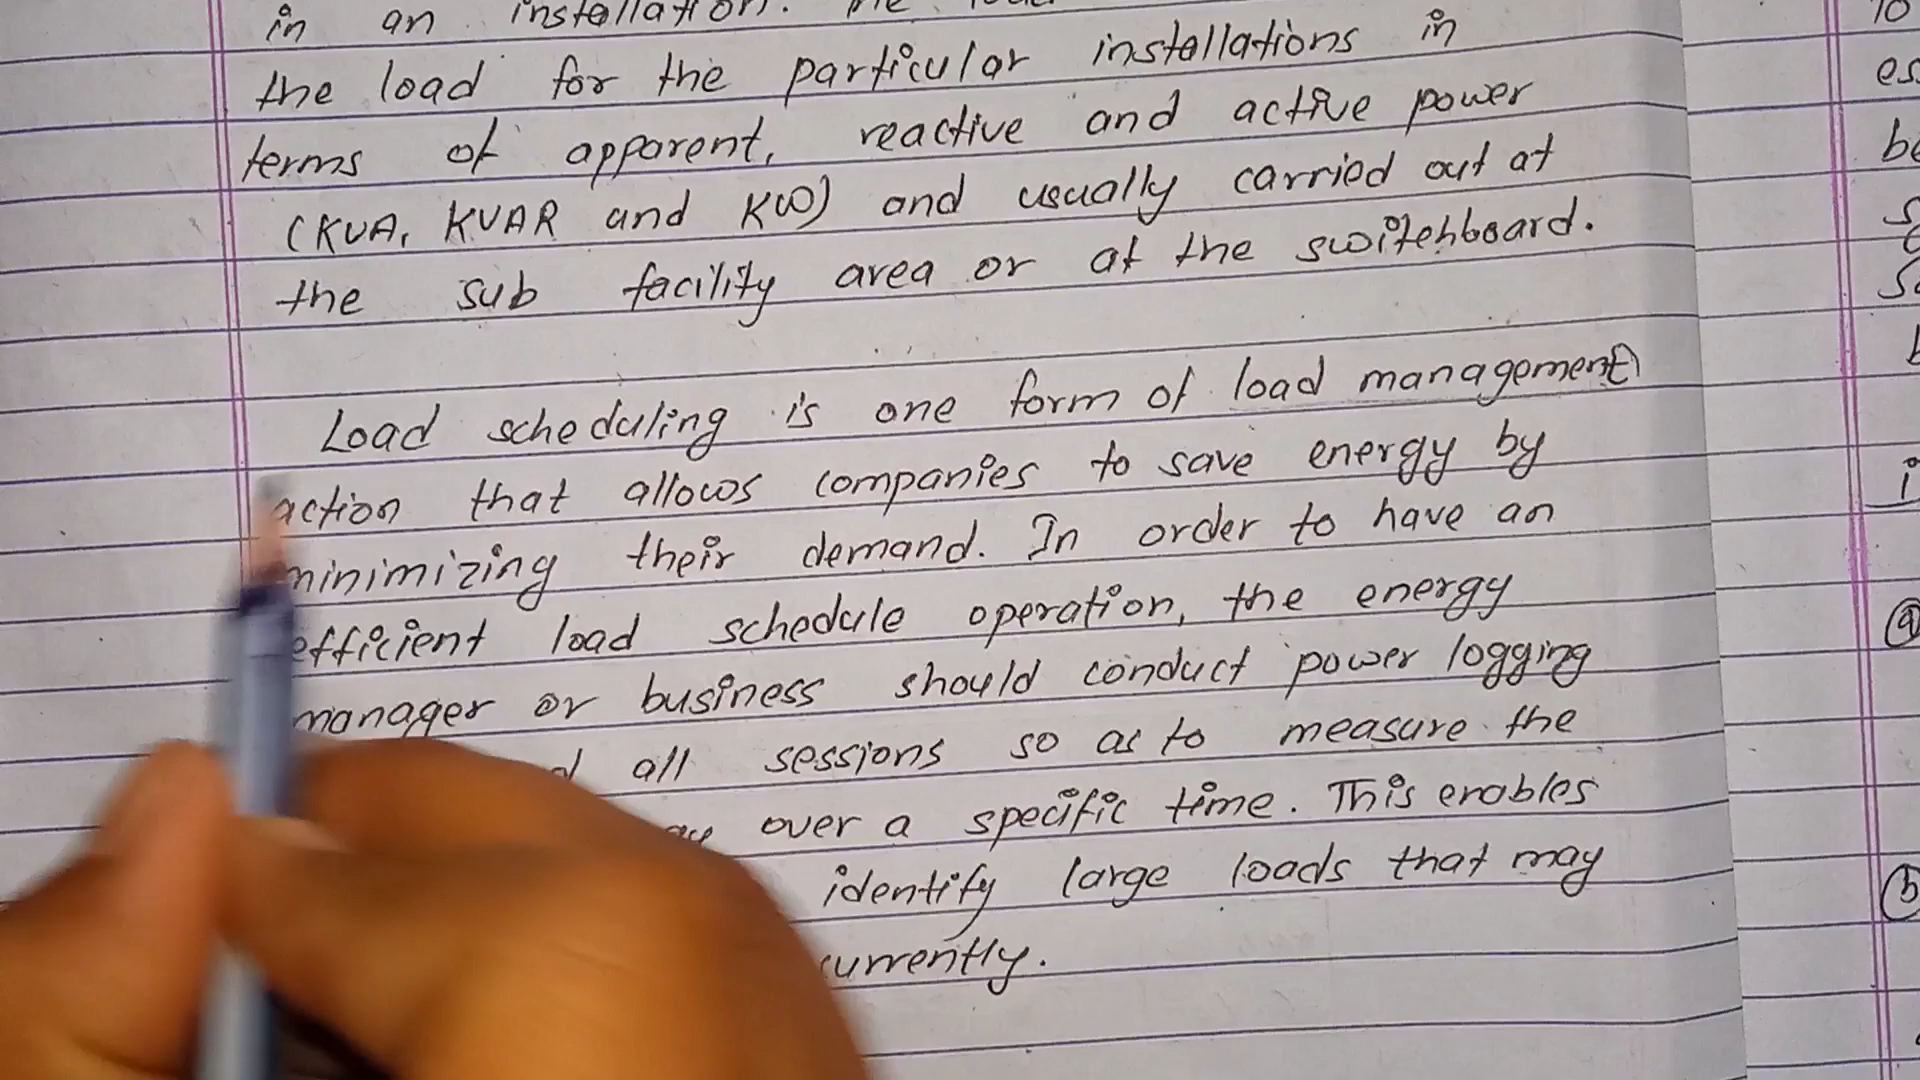 in an installation. The
the load for the particular installations in
terms of apparent, reactive and active power
(KVA, KVAR and KW) and usually carried out at
the sub facility area or at the switchboard.
Load scheduling is one form of load management
action that allows companies to save energy by
minimizing their demand. In order to have an
efficient load schedule operation, the energy
manager or business should conduct power logging
all sessions so as to measure the
over a specific time. This enables
identify large loads that may
currently.
10
es
be
i
a
b